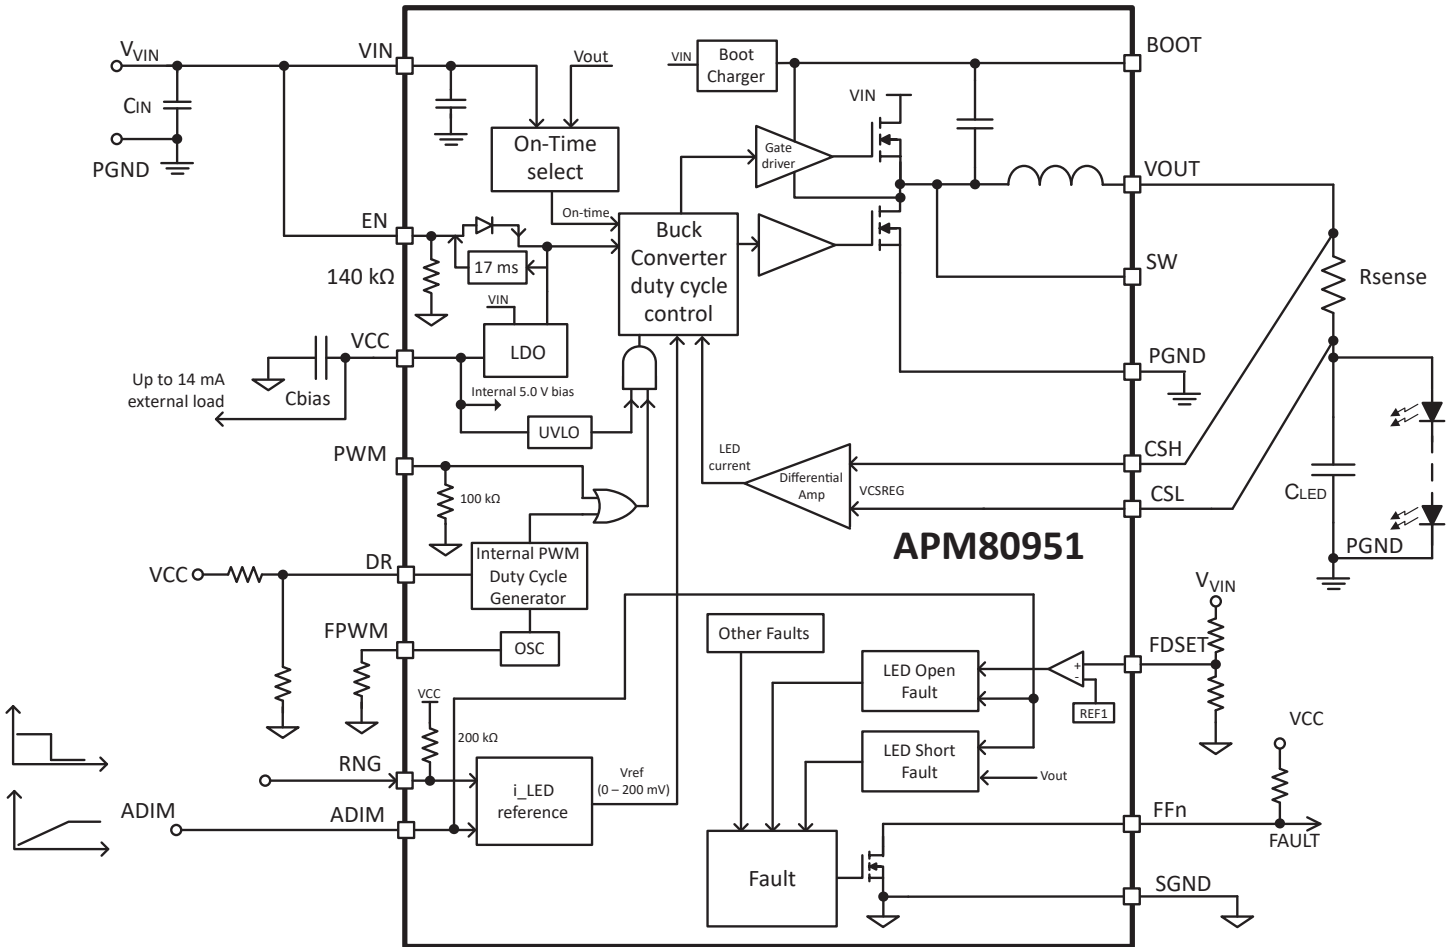 VVIN
CIN
PGND
VIN
Vout
On-Time
select
On-time
EN
140 kΩ
17 ms
VIN
LDO
VCC
Cbias
Up to 14 mA
external load
Internal 5.0 V bias
UVLO
PWM
100 kΩ
VCC
DR
Internal PWM
Duty Cycle
Generator
FPWM
OSC
VCC
200 kΩ
RNG
ADIM
ADIM
i_LED
reference
Vref
(0 – 200 mV)
Buck
Converter
duty cycle
control
VIN
Boot
Charger
VIN
Gate
driver
LED
current
Differential
Amp
VCSREG
APM80951
Other Faults
LED Open
Fault
LED Short
Fault
+
-
REF1
Vout
Fault
BOOT
VOUT
SW
PGND
CSH
CSL
Rsense
CLED
PGND
VVIN
FDSET
VCC
FFn
FAULT
SGND